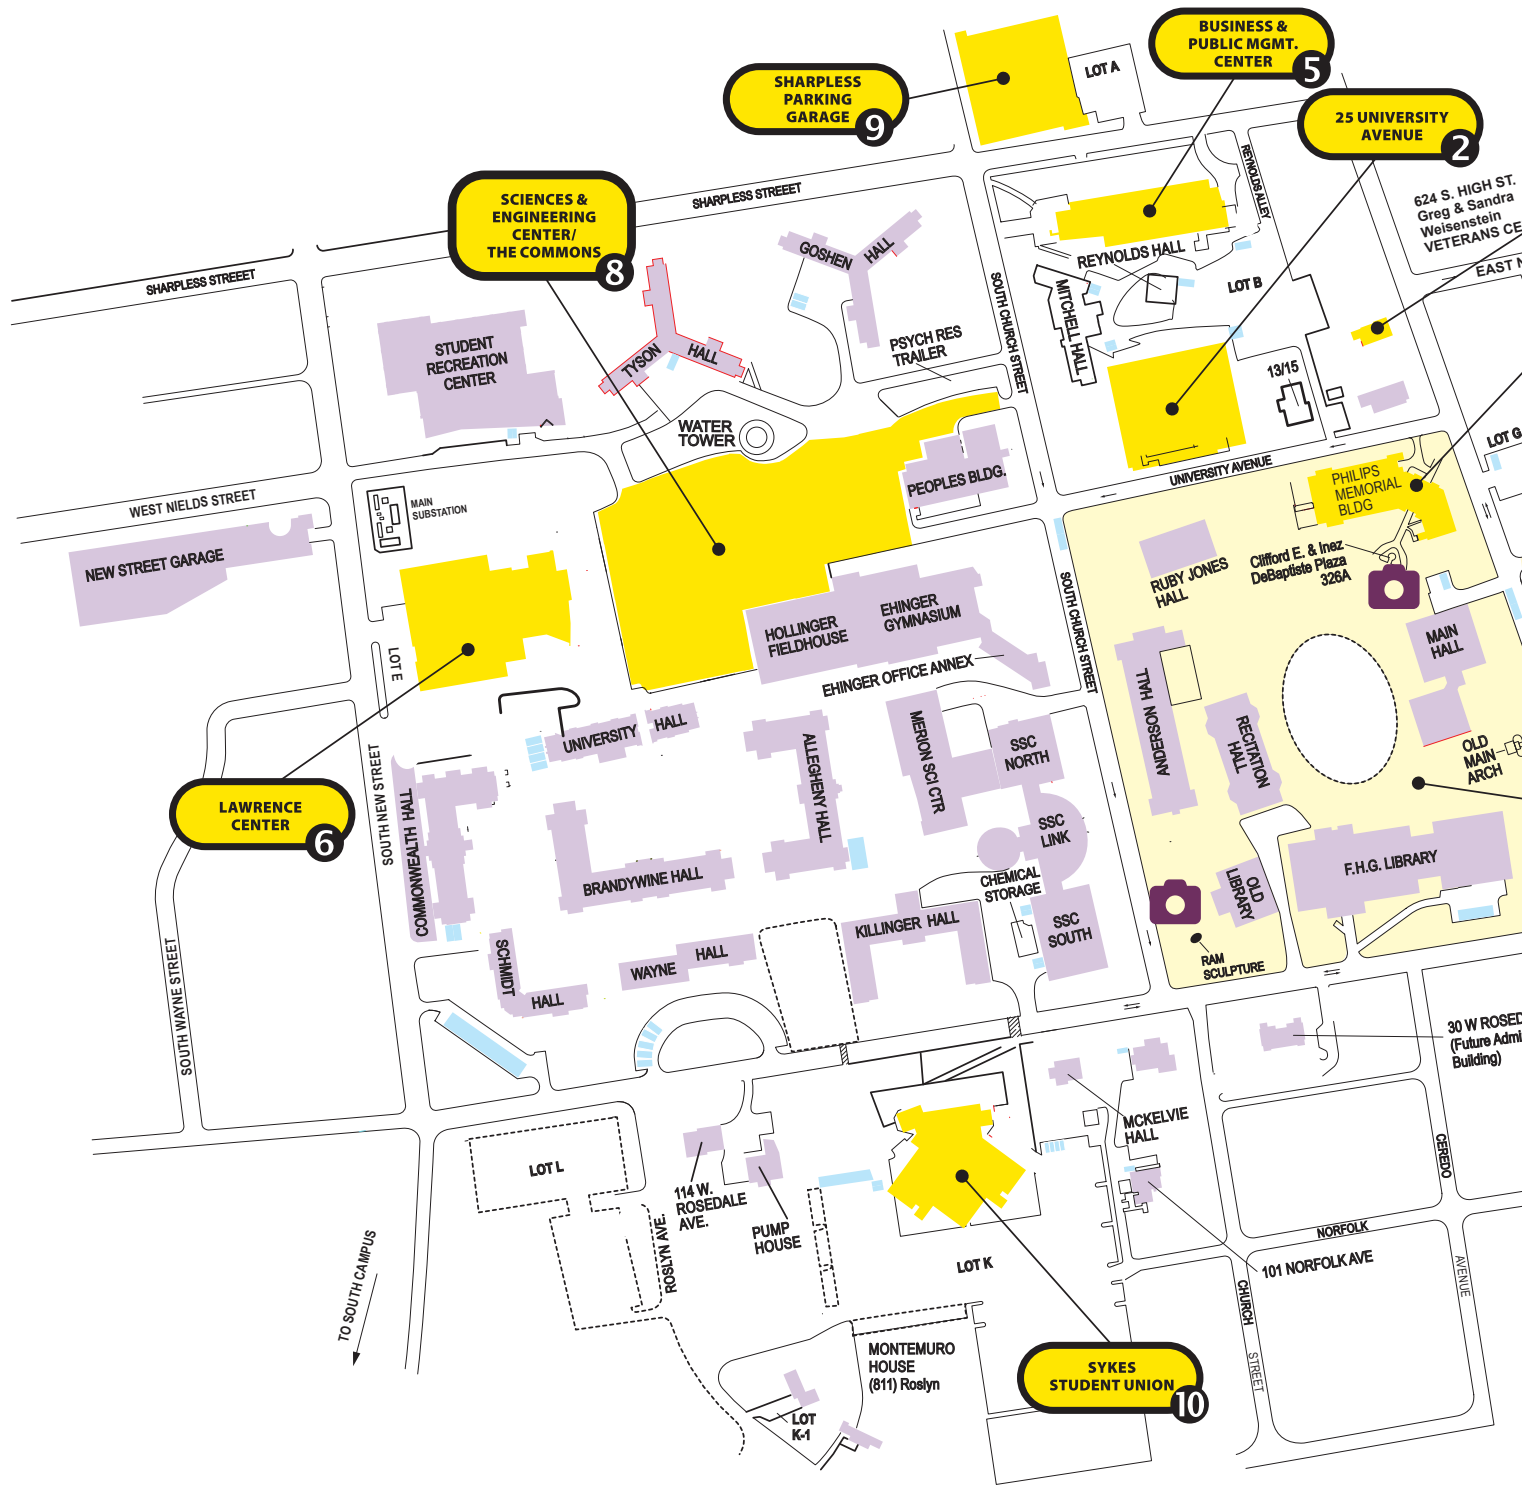 BUSINESS &
PUBLIC MGMT.
CENTER
5
SHARPLESS
PARKING
GARAGE
9
LOT A
25 UNIVERSITY
AVENUE
2
REYNOLDS ALLEY
624 S. HIGH ST.
Greg & Sandra
Weisenstein
VETERANS CE
EAST N
SCIENCES &
ENGINEERING
CENTER/
THE COMMONS
8
SHARPLESS STREEET
SHARPLESS STREEET
GOSHEN
HALL
REYNOLDS HALL
MITCHELL HALL
LOT B
SOUTH CHURCH STREET
STUDENT
RECREATION
CENTER
TYSON
HALL
PSYCH RES
TRAILER
13/15
WATER
TOWER
LOT G
PEOPLES BLDG.
UNIVERSITY AVENUE
PHILIPS
MEMORIAL
BLDG
WEST NIELDS STREET
MAIN
SUBSTATION
NEW STREET GARAGE
RUBY JONES
HALL
Clifford E. & Inez
DeBaptiste Plaza
326A
HOLLINGER
FIELDHOUSE
EHINGER
GYMNASIUM
EHINGER OFFICE ANNEX
SOUTH CHURCH STREET
MAIN
HALL
LOT E
ANDERSON HALL
RECITATION
HALL
OLD
MAIN
ARCH
UNIVERSITY
HALL
ALLEGHENY HALL
MERION SCI CTR
SSC
NORTH
SSC
LINK
LAWRENCE
CENTER
6
SOUTH NEW STREET
COMMONWEALTH HALL
BRANDYWINE HALL
CHEMICAL
STORAGE
F.H.G. LIBRARY
OLD
LIBRARY
KILLINGER HALL
SSC
SOUTH
RAM
SCULPTURE
SCHMIDT
HALL
WAYNE
HALL
SOUTH WAYNE STREET
30 W ROSED
(Future Admi
Building)
MCKELVIE
HALL
CEREDO
AVENUE
LOT L
114 W.
ROSEDALE
AVE.
PUMP
HOUSE
ROSLYN AVE.
NORFOLK
101 NORFOLK AVE
LOT K
TO SOUTH CAMPUS
CHURCH
STREET
MONTEMURO
HOUSE
(811) Roslyn
SYKES
STUDENT UNION
10
LOT
K-1